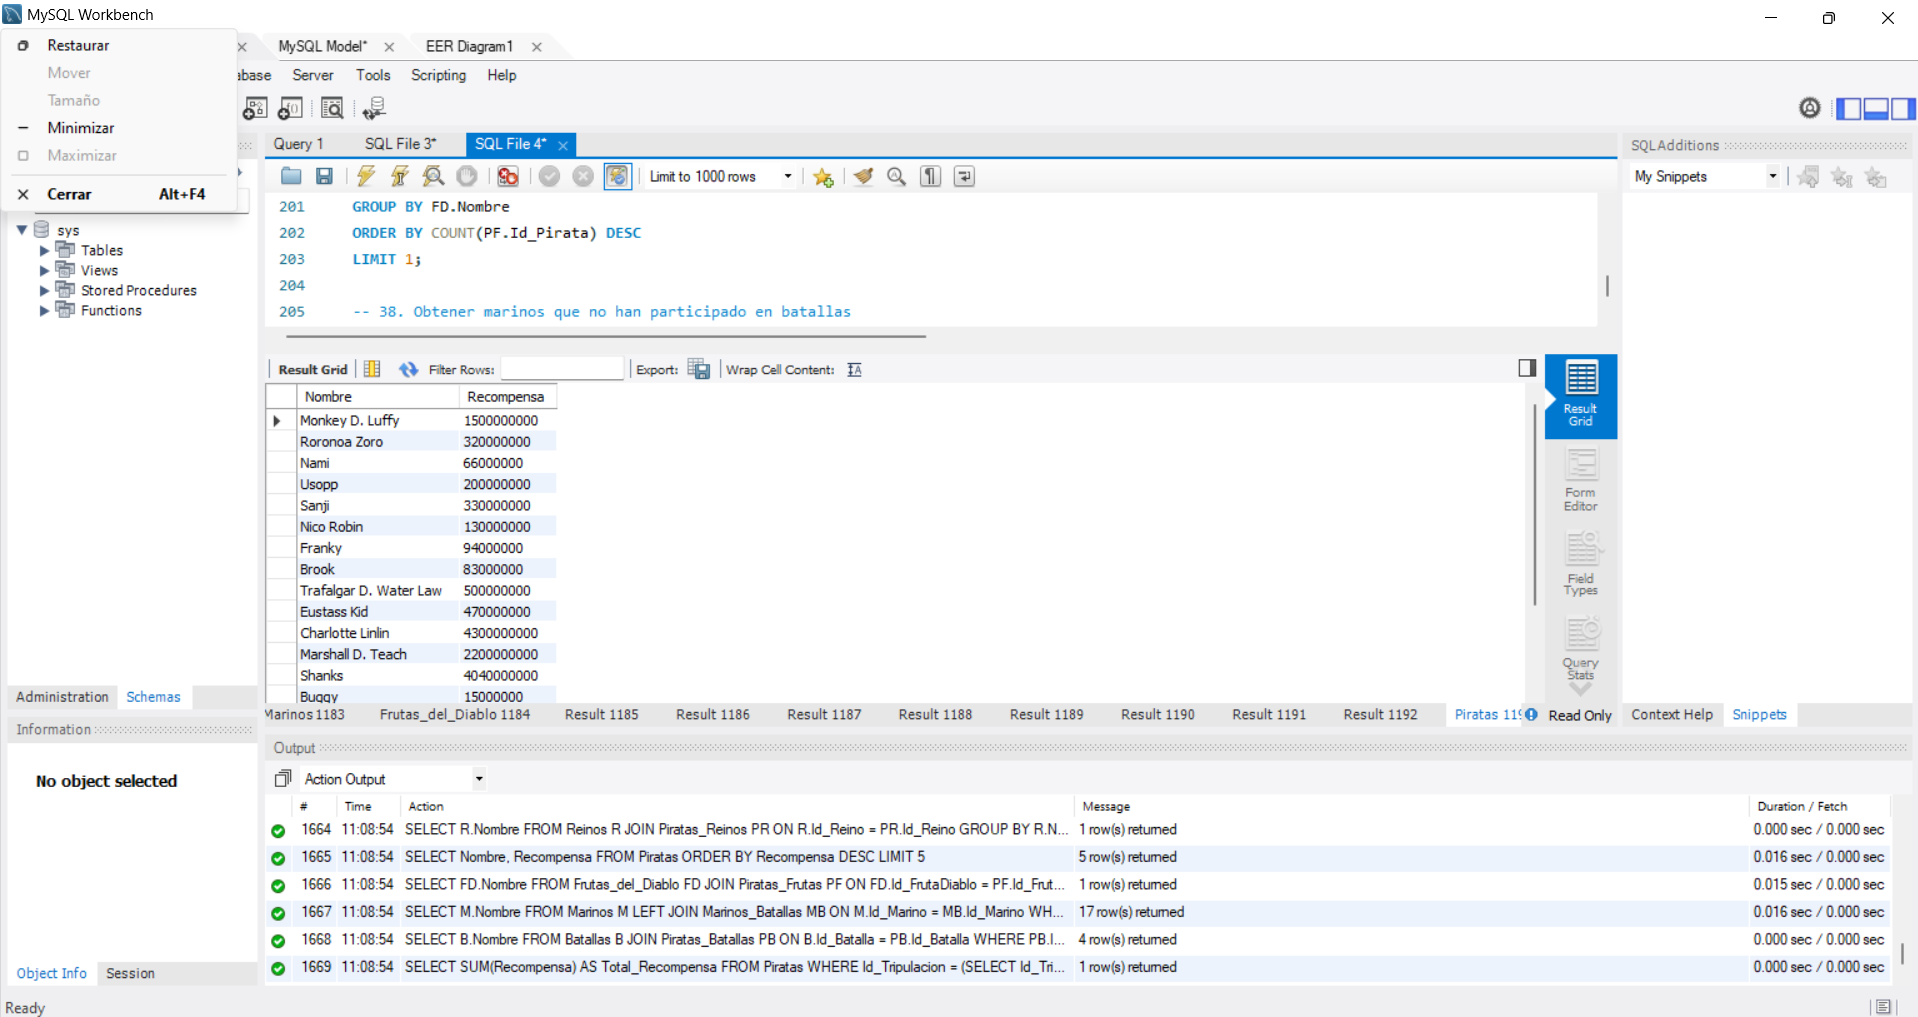 MySQL Workbench
Restaurar
Mover
Tamaño
Minimizar
Maximizar
Cerrar Alt+F4
MySQL Model* EER Diagram1
abase Server Tools Scripting Help
Query 1 SQL File 3* SQL File 4*
Limit to 1000 rows
201 GROUP BY FD.Nombre
202 ORDER BY COUNT(PF.Id_Pirata) DESC
203 LIMIT 1;
204
205 -- 38. Obtener marinos que no han participado en batallas
sys
Tables
Views
Stored Procedures
Functions
Administration Schemas
Information
No object selected
Object Info Session
Ready
Result Grid Filter Rows: Export: Wrap Cell Content:
Nombre Recompensa
Monkey D. Luffy 1500000000
Roronoa Zoro 320000000
Nami 66000000
Usopp 200000000
Sanji 330000000
Nico Robin 130000000
Franky 94000000
Brook 83000000
Trafalgar D. Water Law 500000000
Eustass Kid 470000000
Charlotte Linlin 4300000000
Marshall D. Teach 2200000000
Shanks 4040000000
Buggy 15000000
Result
Grid
Form
Editor
Field
Types
Query
Stats
Marinos 1183 Frutas_del_Diablo 1184 Result 1185 Result 1186 Result 1187 Result 1188 Result 1189 Result 1190 Result 1191 Result 1192 Piratas 119 Read Only
SQLAdditions
My Snippets
Context Help Snippets
Output
Action Output
# Time Action Message Duration / Fetch
1664 11:08:54 SELECT R.Nombre FROM Reinos R JOIN Piratas_Reinos PR ON R.Id_Reino = PR.Id_Reino GROUP BY R.N... 1 row(s) returned 0.000 sec / 0.000 sec
1665 11:08:54 SELECT Nombre, Recompensa FROM Piratas ORDER BY Recompensa DESC LIMIT 5 5 row(s) returned 0.016 sec / 0.000 sec
1666 11:08:54 SELECT FD.Nombre FROM Frutas_del_Diablo FD JOIN Piratas_Frutas PF ON FD.Id_FrutaDiablo = PF.Id_Frut... 1 row(s) returned 0.015 sec / 0.000 sec
1667 11:08:54 SELECT M.Nombre FROM Marinos M LEFT JOIN Marinos_Batallas MB ON M.Id_Marino = MB.Id_Marino WH... 17 row(s) returned 0.016 sec / 0.000 sec
1668 11:08:54 SELECT B.Nombre FROM Batallas B JOIN Piratas_Batallas PB ON B.Id_Batalla = PB.Id_Batalla WHERE PB.I... 4 row(s) returned 0.000 sec / 0.000 sec
1669 11:08:54 SELECT SUM(Recompensa) AS Total_Recompensa FROM Piratas WHERE Id_Tripulacion = (SELECT Id_Tri... 1 row(s) returned 0.000 sec / 0.000 sec